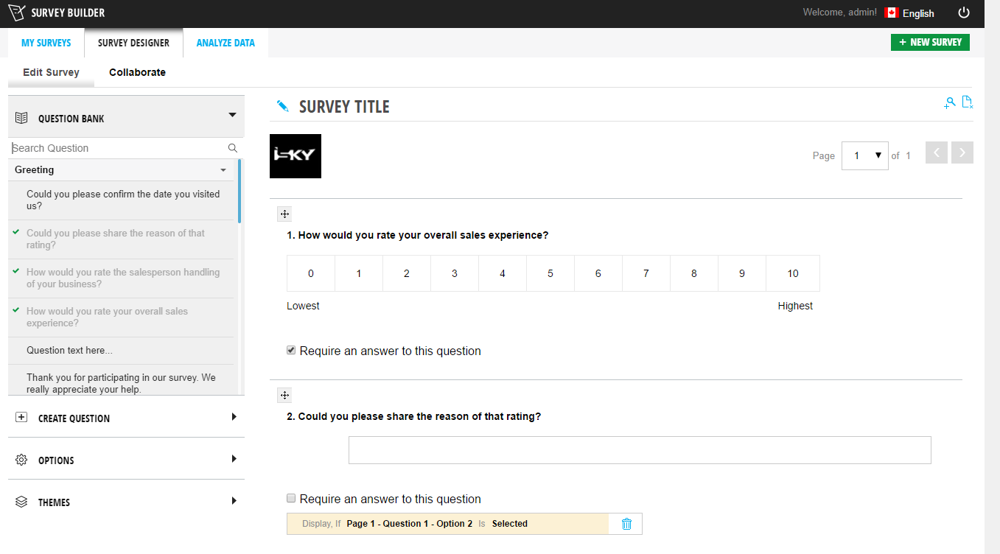 SURVEY BUILDER
Welcome, admin! English
MY SURVEYS SURVEY DESIGNER ANALYZE DATA
+ NEW SURVEY
Edit Survey Collaborate
QUESTION BANK
Search Question
Greeting
Could you please confirm the date you visited
us?
Could you please share the reason of that
rating?
How would you rate the salesperson handling
of your business?
How would you rate your overall sales
experience?
Question text here...
Thank you for participating in our survey. We
really appreciate your help.
CREATE QUESTION
OPTIONS
THEMES
SURVEY TITLE
i-KY
Page 1 of 1
1. How would you rate your overall sales experience?
0 1 2 3 4 5 6 7 8 9 10
Lowest Highest
Require an answer to this question
2. Could you please share the reason of that rating?
Require an answer to this question
Display, If Page 1 - Question 1 - Option 2 Is Selected